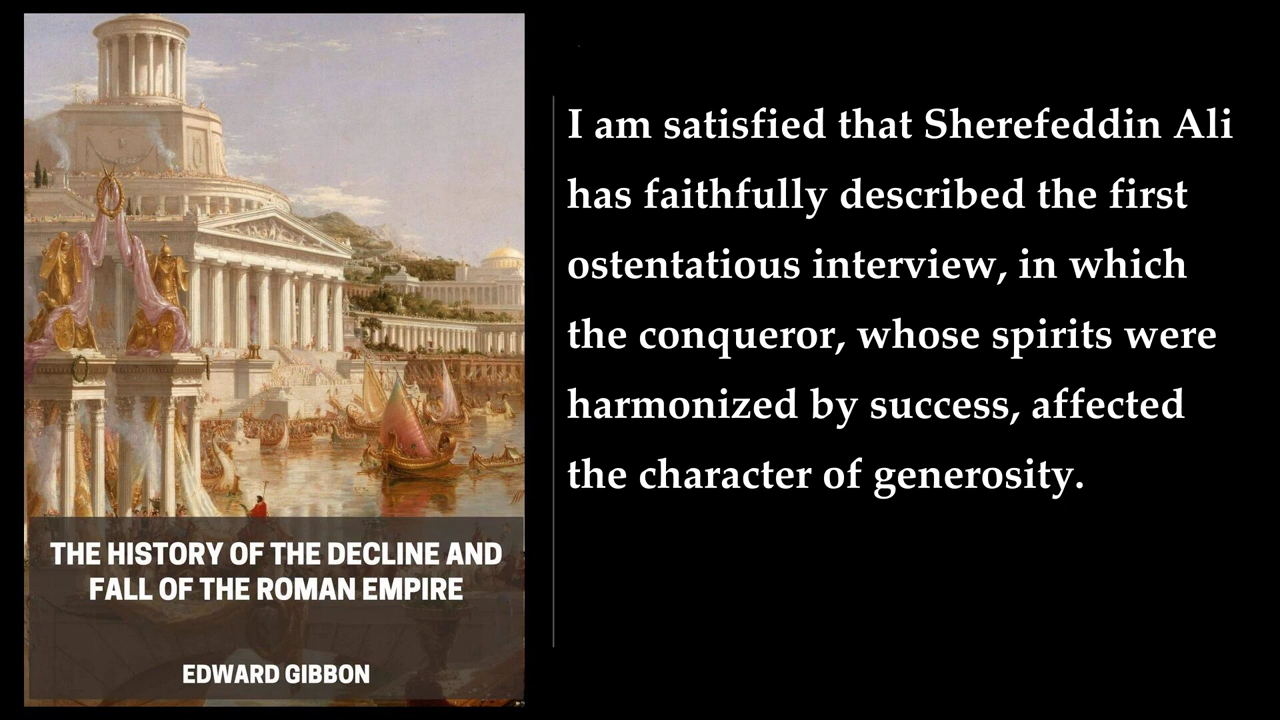 THE HISTORY OF THE DECLINE AND
FALL OF THE ROMAN EMPIRE
EDWARD GIBBON
I am satisfied that Sherefeddin Ali
has faithfully described the first
ostentatious interview, in which
the conqueror, whose spirits were
harmonized by success, affected
the character of generosity.